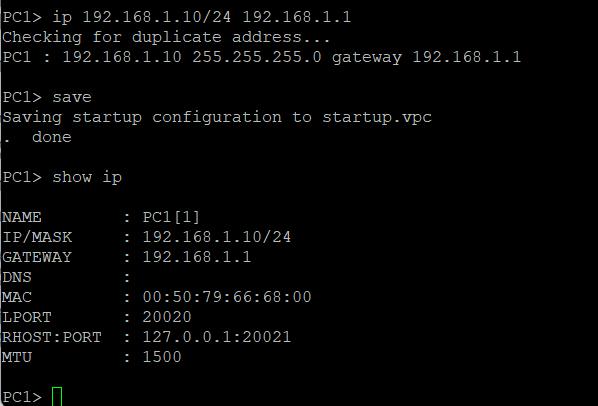 PC1> ip 192.168.1.10/24 192.168.1.1
Checking for duplicate address...
PC1 : 192.168.1.10 255.255.255.0 gateway 192.168.1.1
PC1> save
Saving startup configuration to startup.vpc
.  done
PC1> show ip
NAME        : PC1[1]
IP/MASK     : 192.168.1.10/24
GATEWAY     : 192.168.1.1
DNS         :
MAC         : 00:50:79:66:68:00
LPORT       : 20020
RHOST:PORT  : 127.0.0.1:20021
MTU         : 1500
PC1>